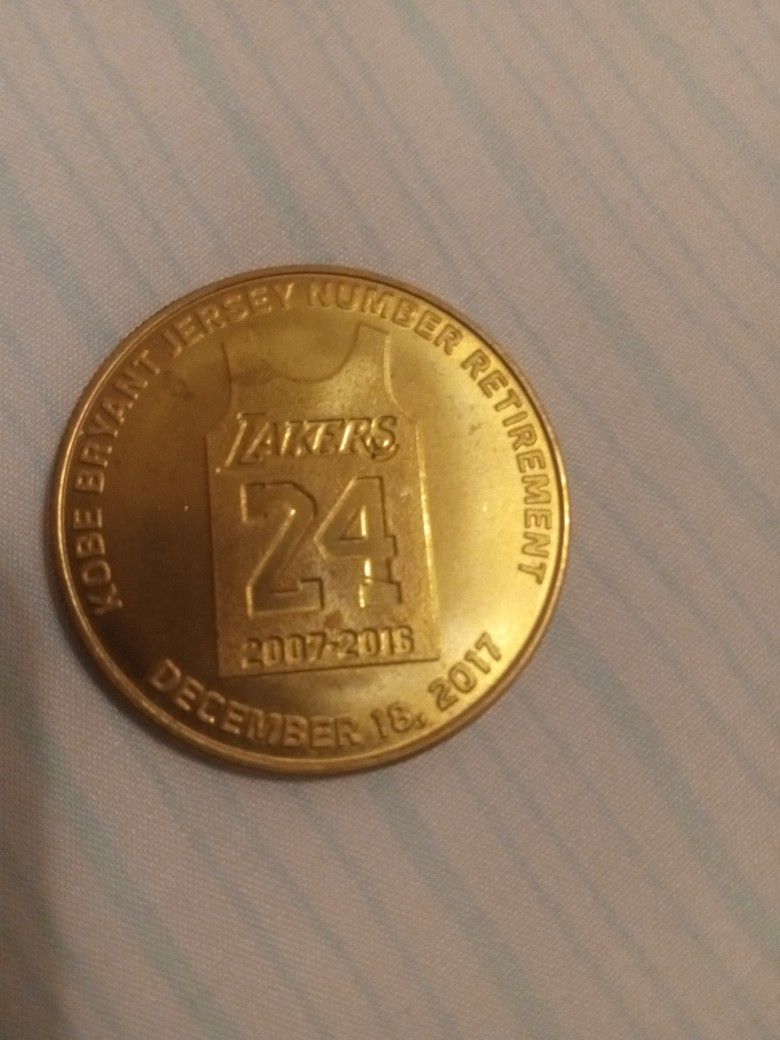 KOBE BRYANT JERSEY NUMBER RETIREMENT
LAKERS
24
2007-2016
DECEMBER 18, 2017